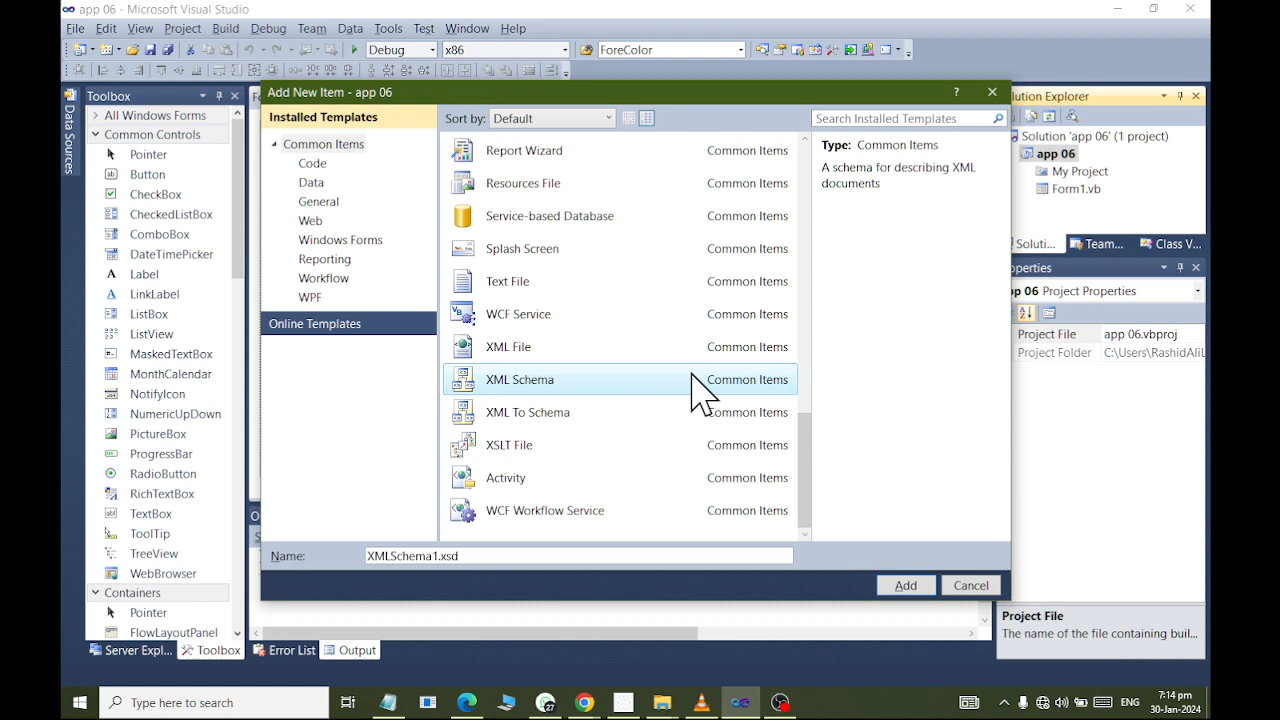 app 06 - Microsoft Visual Studio
File Edit View Project Build Debug Team Data Tools Test Window Help
Debug x86 ForeColor
Data Sources
Toolbox
All Windows Forms
Common Controls
Pointer
Button
CheckBox
CheckedListBox
ComboBox
DateTimePicker
Label
LinkLabel
ListBox
ListView
MaskedTextBox
MonthCalendar
NotifyIcon
NumericUpDown
PictureBox
ProgressBar
RadioButton
RichTextBox
TextBox
ToolTip
TreeView
WebBrowser
Containers
Pointer
FlowLayoutPanel
Server Expl... Toolbox Error List Output
Add New Item - app 06
Installed Templates
Common Items
Code
Data
General
Web
Windows Forms
Reporting
Workflow
WPF
Online Templates
Sort by: Default
Search Installed Templates
Report Wizard Common Items
Resources File Common Items
Service-based Database Common Items
Splash Screen Common Items
Text File Common Items
WCF Service Common Items
XML File Common Items
XML Schema Common Items
XML To Schema Common Items
XSLT File Common Items
Activity Common Items
WCF Workflow Service Common Items
Type: Common Items
A schema for describing XML
documents
Name: XMLSchema1.xsd
Add Cancel
lution Explorer
Solution 'app 06' (1 project)
app 06
My Project
Form1.vb
Soluti... Team... Class V...
operties
pp 06 Project Properties
Project File app 06.vbproj
Project Folder C:\Users\RashidAliL
Project File
The name of the file containing buil...
Type here to search
ENG
7:14 pm
30-Jan-2024